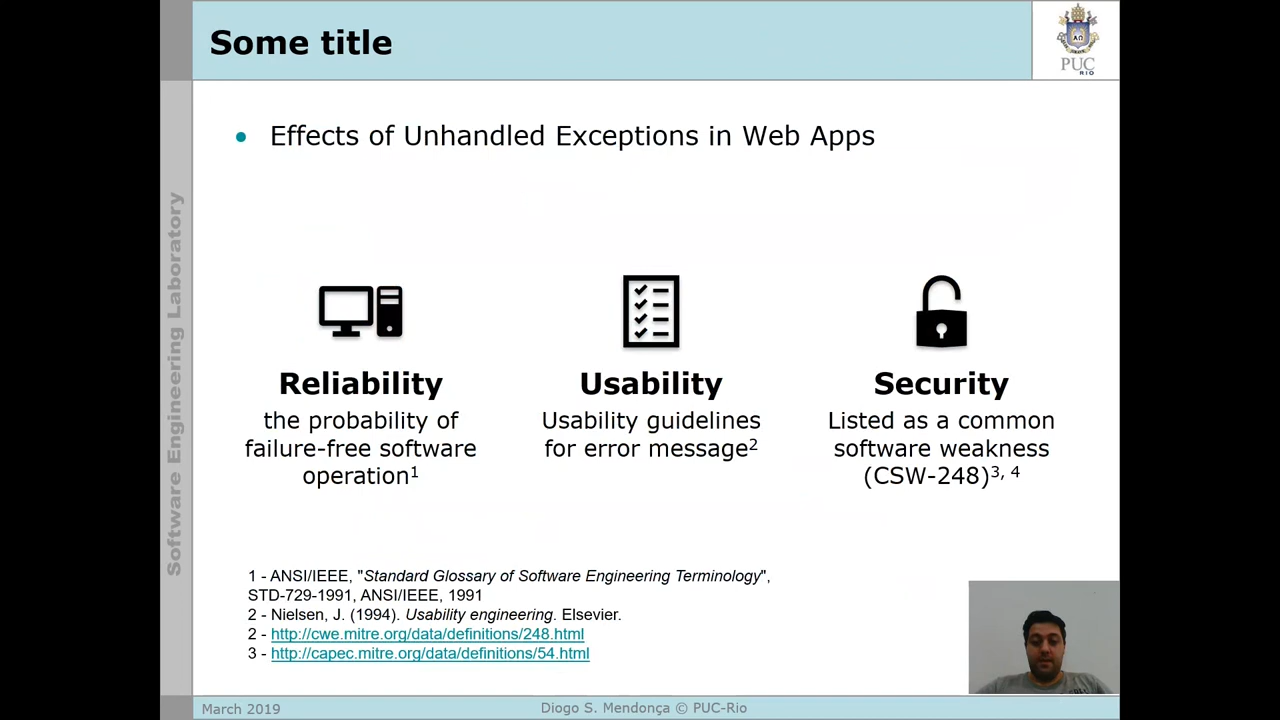 Some title
PUC
RIO
Software Engineering Laboratory
• Effects of Unhandled Exceptions in Web Apps
Reliability
the probability of
failure-free software
operation¹
Usability
Usability guidelines
for error message²
Security
Listed as a common
software weakness
(CSW-248)³, ⁴
1 - ANSI/IEEE, "Standard Glossary of Software Engineering Terminology",
STD-729-1991, ANSI/IEEE, 1991
2 - Nielsen, J. (1994). Usability engineering. Elsevier.
2 - http://cwe.mitre.org/data/definitions/248.html
3 - http://capec.mitre.org/data/definitions/54.html
March 2019
Diogo S. Mendonça © PUC-Rio